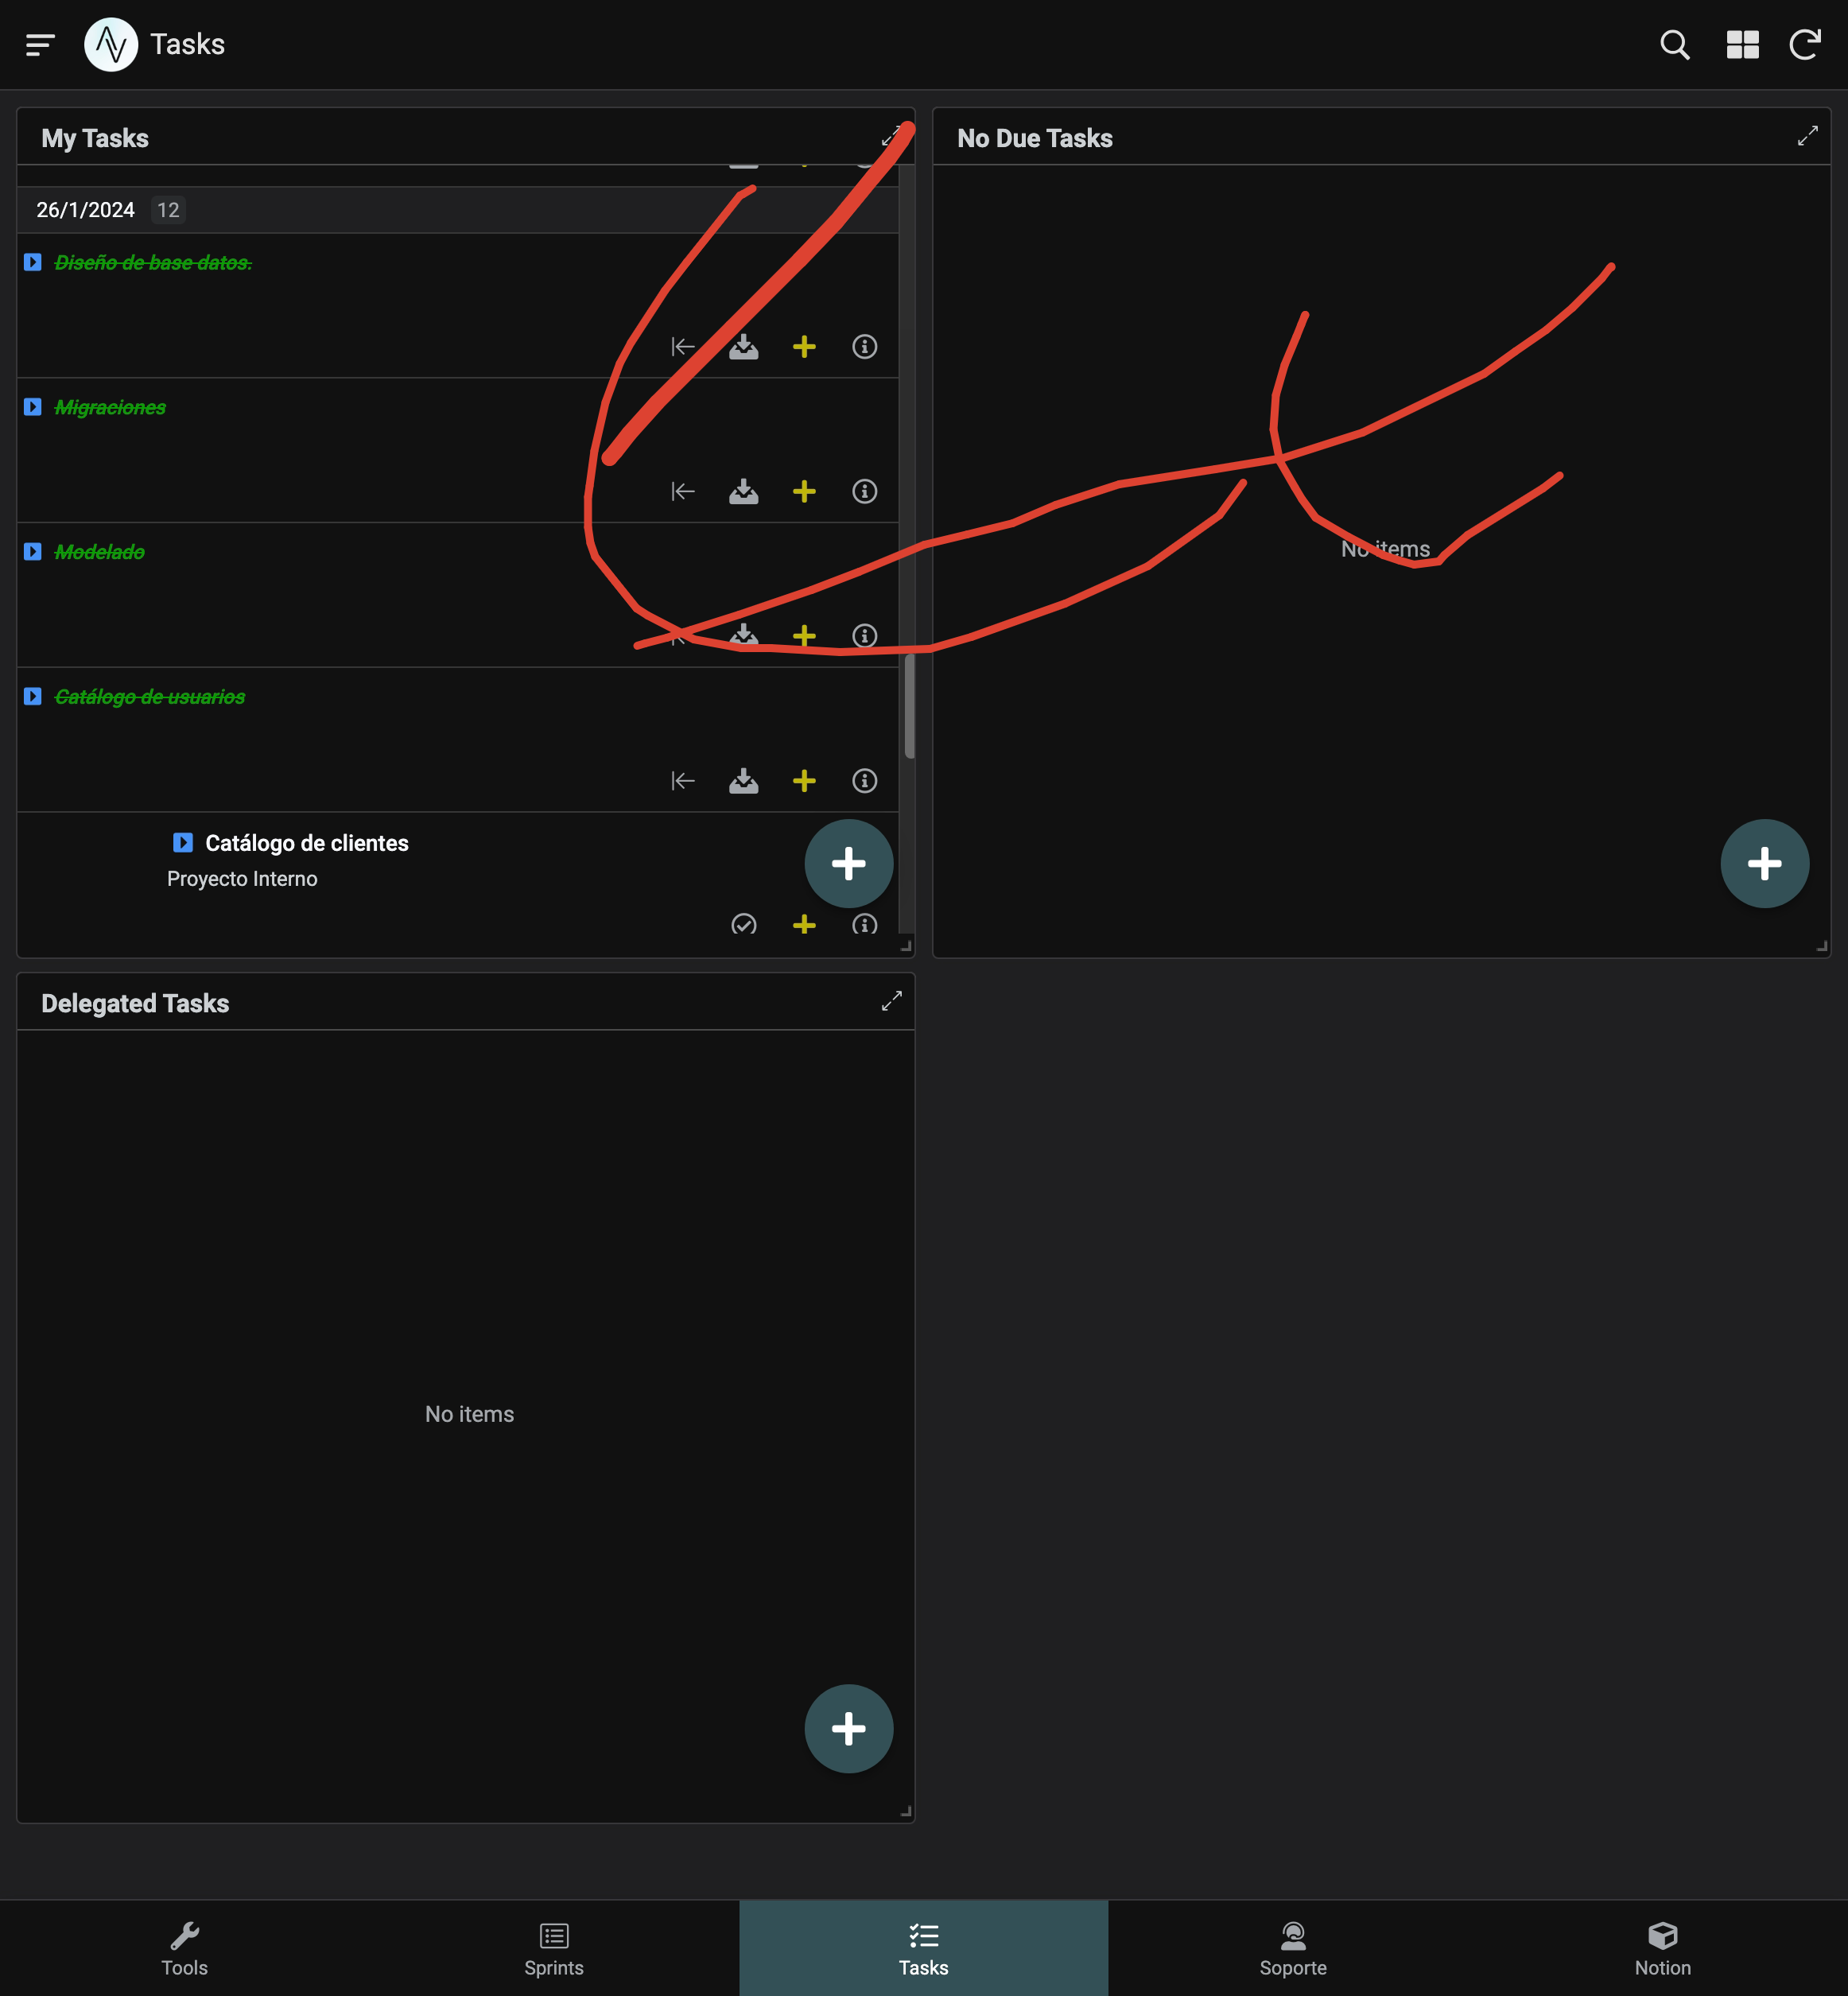 Tasks
My Tasks
26/1/2024 12
Diseño de base datos.
Migraciones
Modelado
Catálogo de usuarios
Catálogo de clientes
Proyecto Interno
No Due Tasks
No items
Delegated Tasks
No items
Tools
Sprints
Tasks
Soporte
Notion